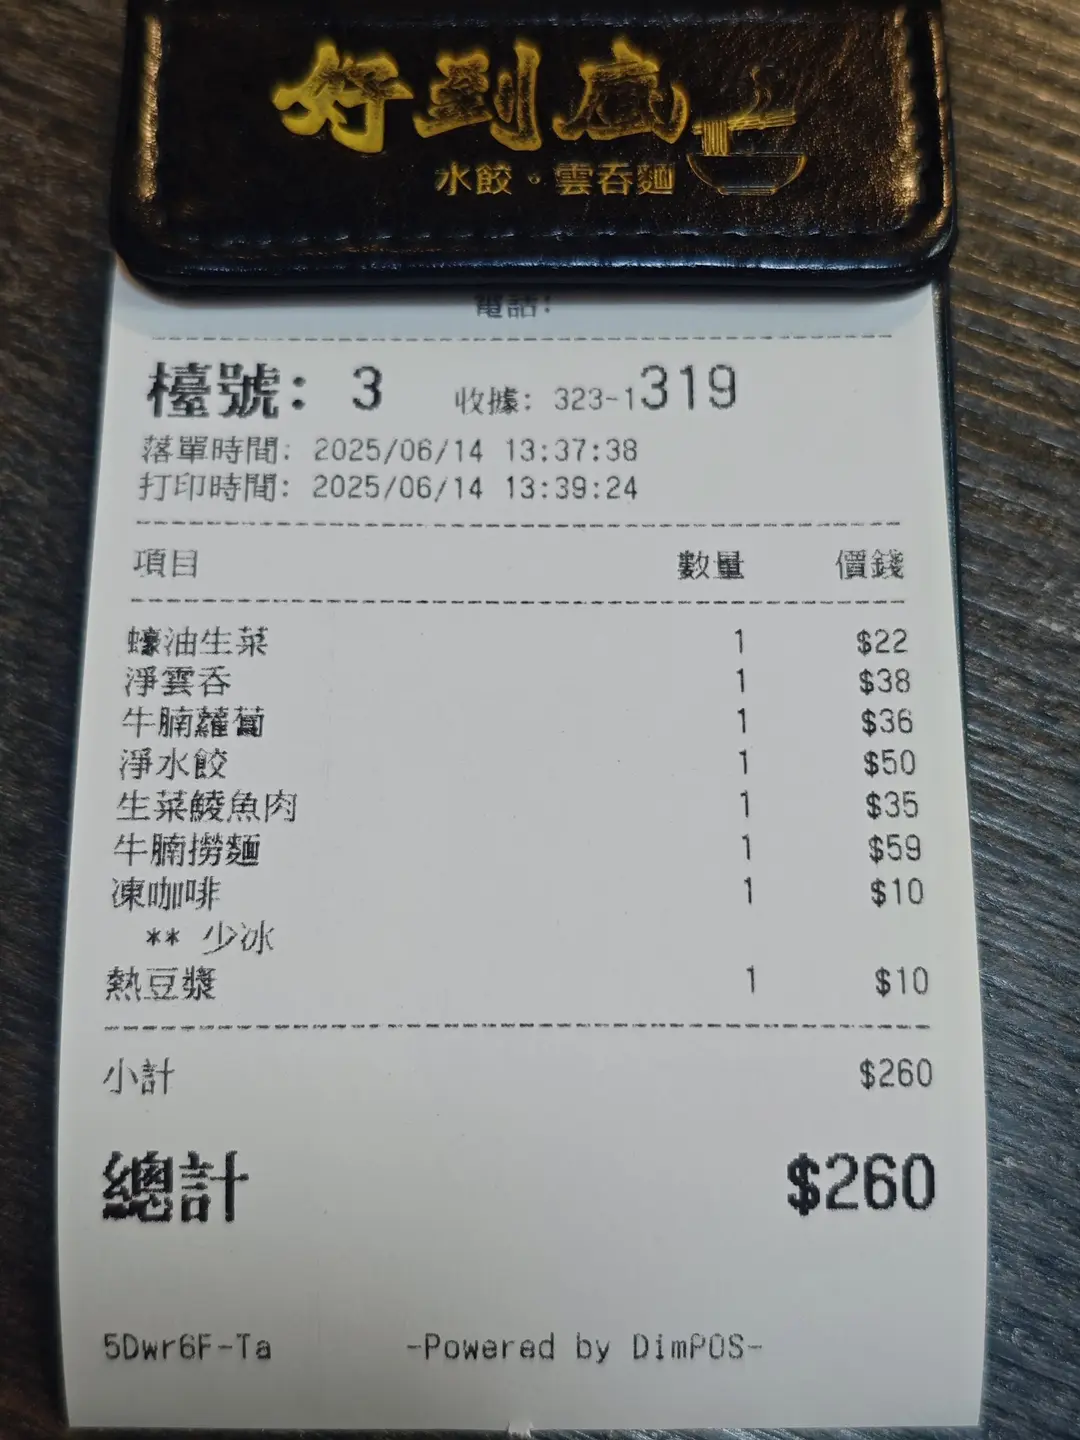 好到底
水餃。雲吞麵
電話:
檯號: 3 收據: 323-1319
落單時間: 2025/06/14 13:37:38
打印時間: 2025/06/14 13:39:24
項目 數量 價錢
蠔油生菜 1 $22
淨雲吞 1 $38
牛腩蘿蔔 1 $36
淨水餃 1 $50
生菜鯪魚肉 1 $35
牛腩撈麵 1 $59
凍咖啡 1 $10
** 少冰
熱豆漿 1 $10
小計 $260
總計 $260
5Dwr6F-Ta -Powered by DimPOS-